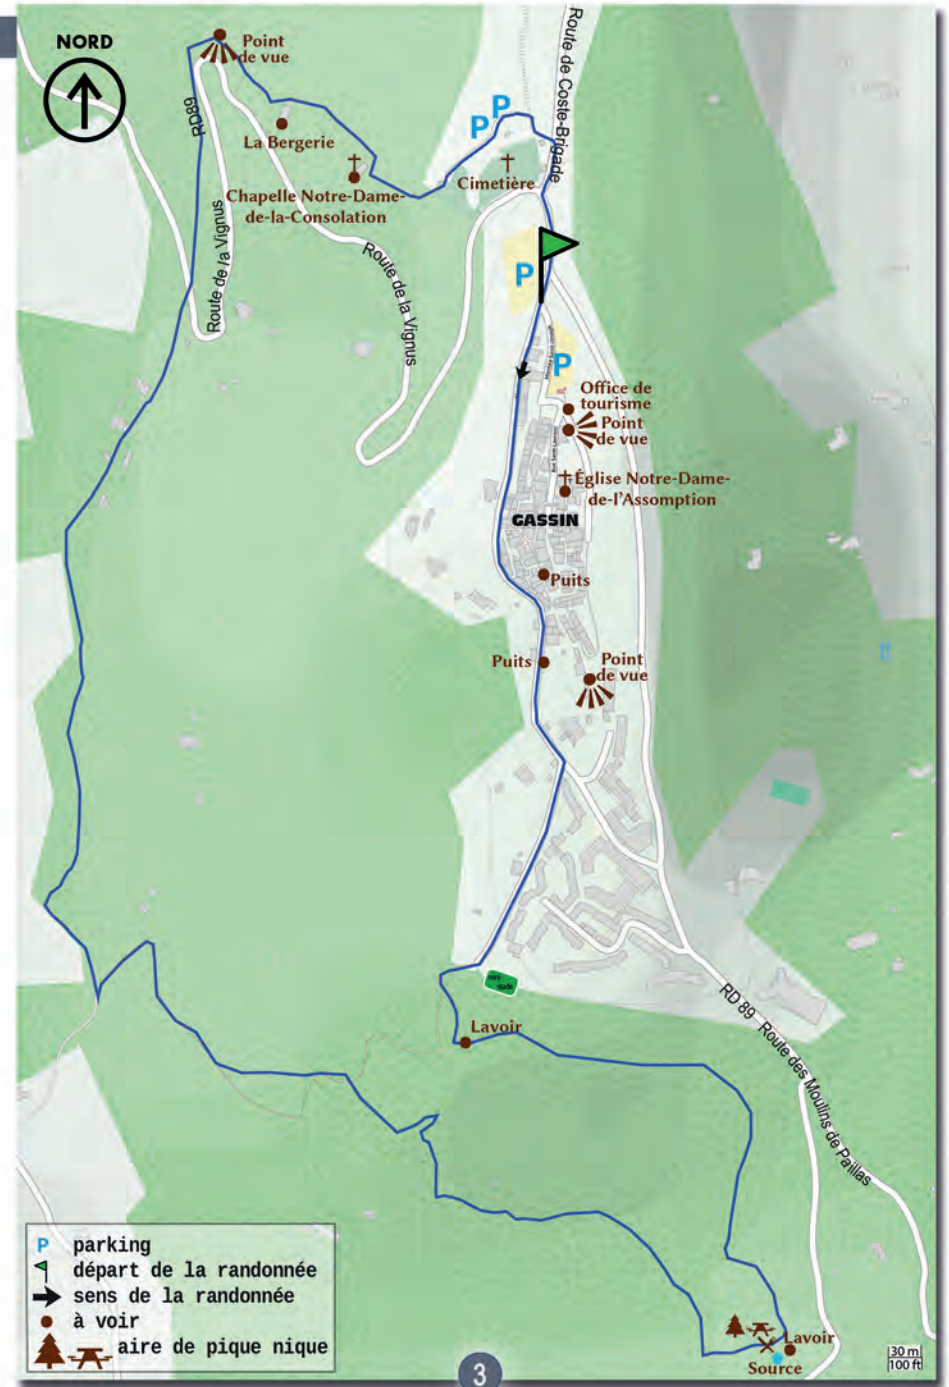 NORD
Point
de vue
RD89
La Bergerie
Chapelle Notre-Dame-
de-la-Consolation
Route de la Vignus
Route de la Vignus
P
P
Cimetière
Route de Coste-Brigade
P
P
Office de
tourisme
Point
de vue
Église Notre-Dame-
de-l'Assomption
GASSIN
Puits
Puits
Point
de vue
H
stade
Lavoir
RD 89 Route des Moulins de Paillas
Lavoir
Source
P parking
départ de la randonnée
sens de la randonnée
à voir
aire de pique nique
30 m
100 ft
3